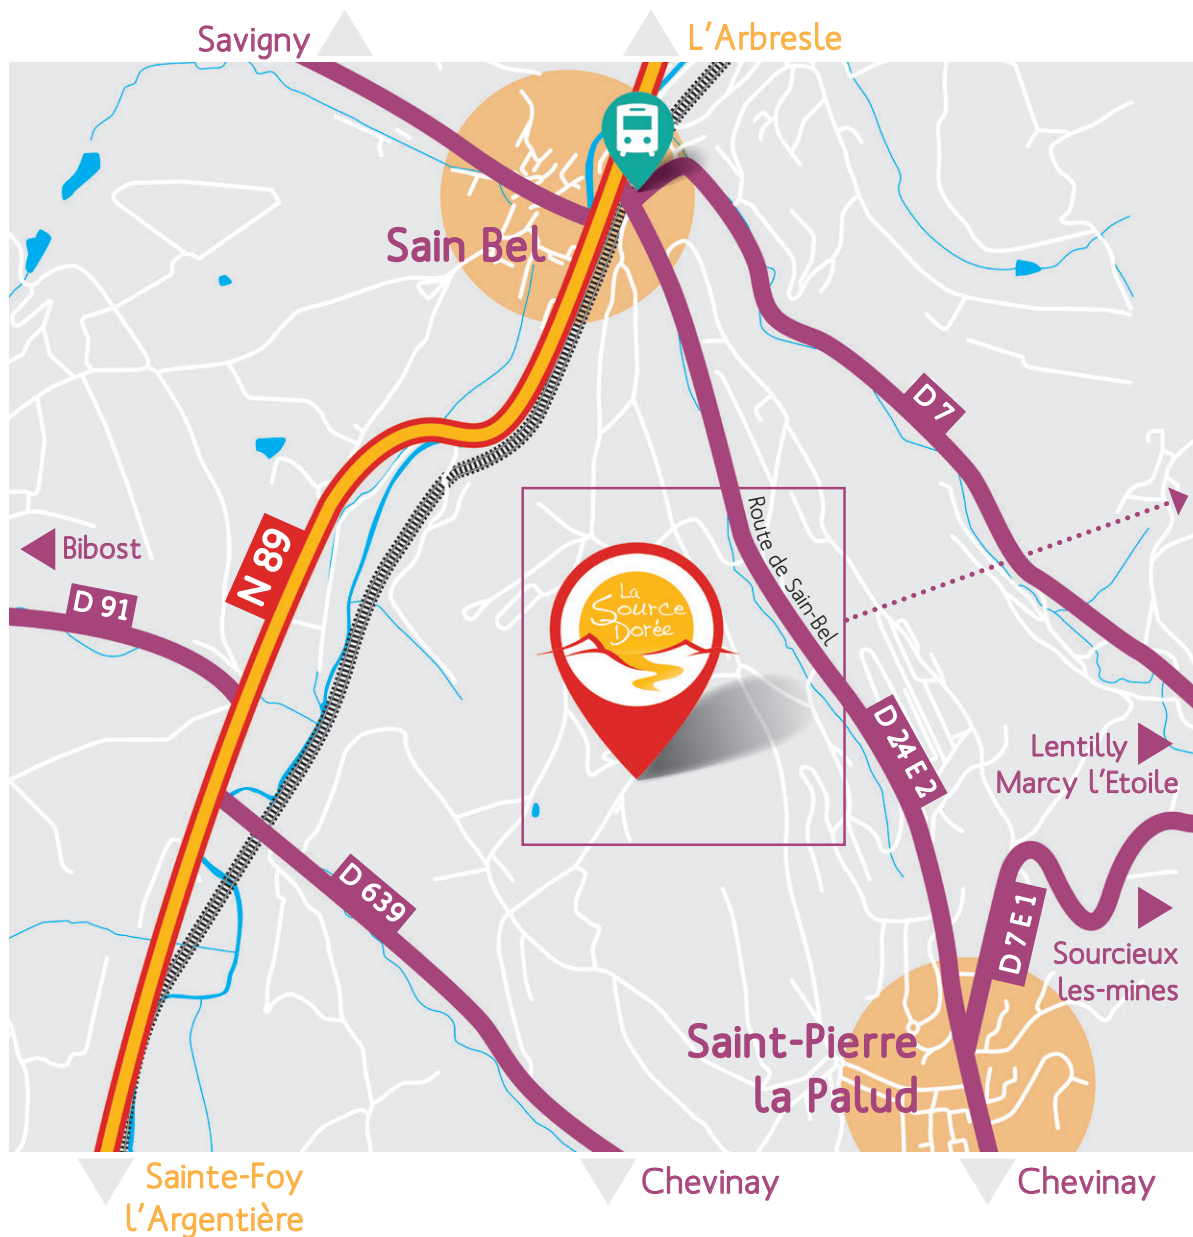 Savigny
L'Arbresle
Sain Bel
D 7
Route de Sain-Bel
N 89
Bibost
D 91
La
Source
Dorée
D 24 E 2
Lentilly
Marcy l'Etoile
D 639
D 7 E 1
Sourcieux
les-mines
Saint-Pierre
la Palud
Sainte-Foy
l'Argentière
Chevinay
Chevinay